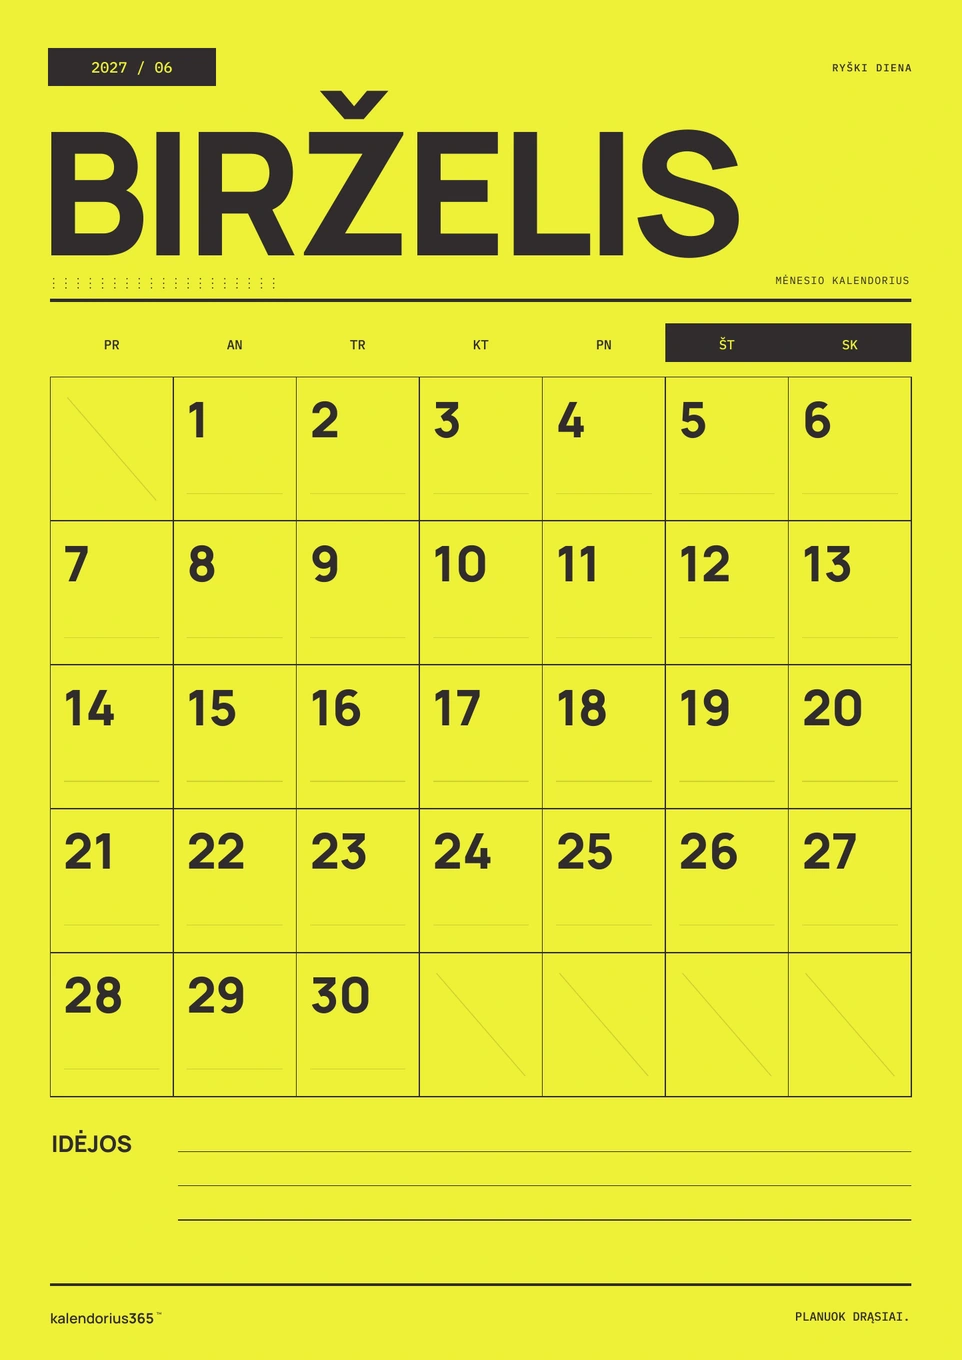 2027 / 06
RYŠKI DIENA
BIRŽELIS
MĖNESIO KALENDORIUS
PR AN TR KT PN ŠT SK
1 2 3 4 5 6
7 8 9 10 11 12 13
14 15 16 17 18 19 20
21 22 23 24 25 26 27
28 29 30
IDĖJOS
kalendorius365™
PLANUOK DRĄSIAI.